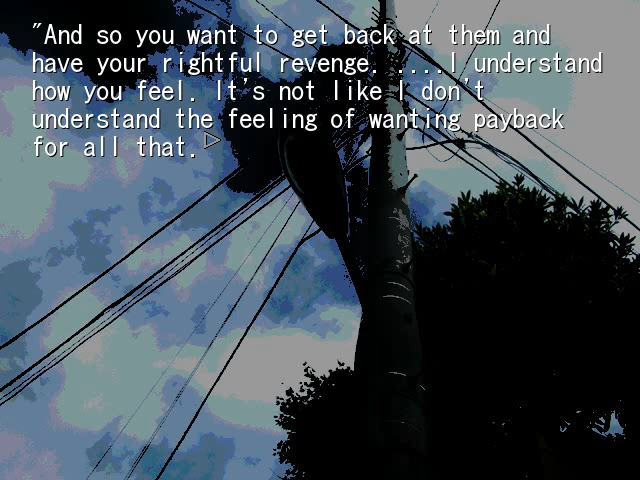 "And so you want to get back at them and
have your rightful revenge. ....I understand
how you feel. It's not like I don't
understand the feeling of wanting payback
for all that.